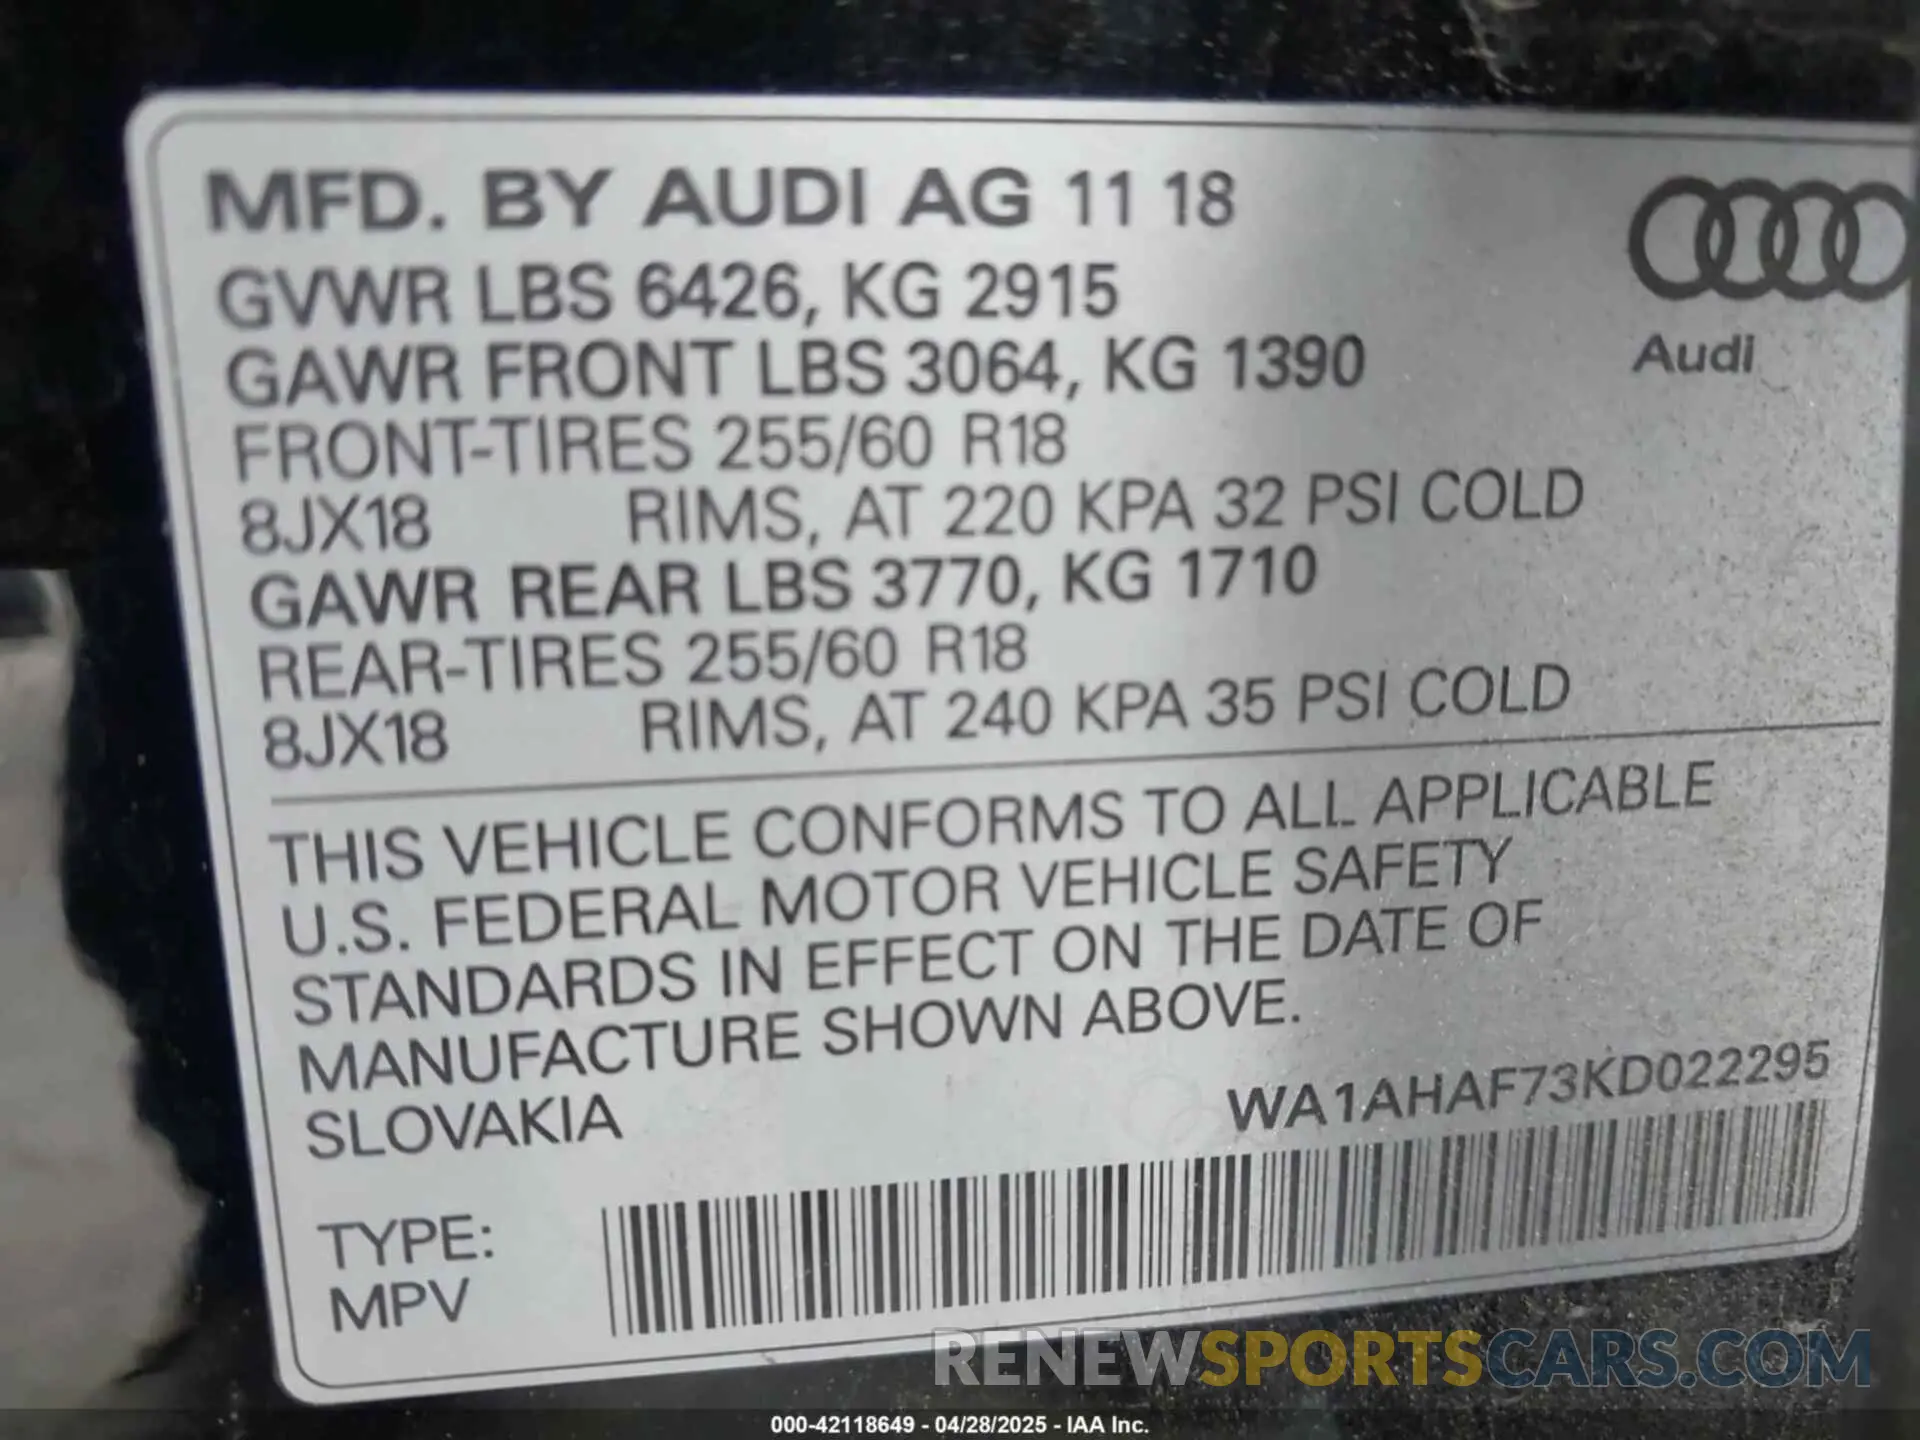 MFD. BY AUDI AG 11 18
GVWR LBS 6426, KG 2915
GAWR FRONT LBS 3064, KG 1390
FRONT-TIRES 255/60 R18
8JX18 RIMS, AT 220 KPA 32 PSI COLD
GAWR REAR LBS 3770, KG 1710
REAR-TIRES 255/60 R18
8JX18 RIMS, AT 240 KPA 35 PSI COLD
Audi
THIS VEHICLE CONFORMS TO ALL APPLICABLE
U.S. FEDERAL MOTOR VEHICLE SAFETY
STANDARDS IN EFFECT ON THE DATE OF
MANUFACTURE SHOWN ABOVE.
SLOVAKIA
WA1AHAF73KD022295
TYPE:
MPV
RENEWSPORTSCARS.COM
000-42118649 - 04/28/2025 - IAA Inc.